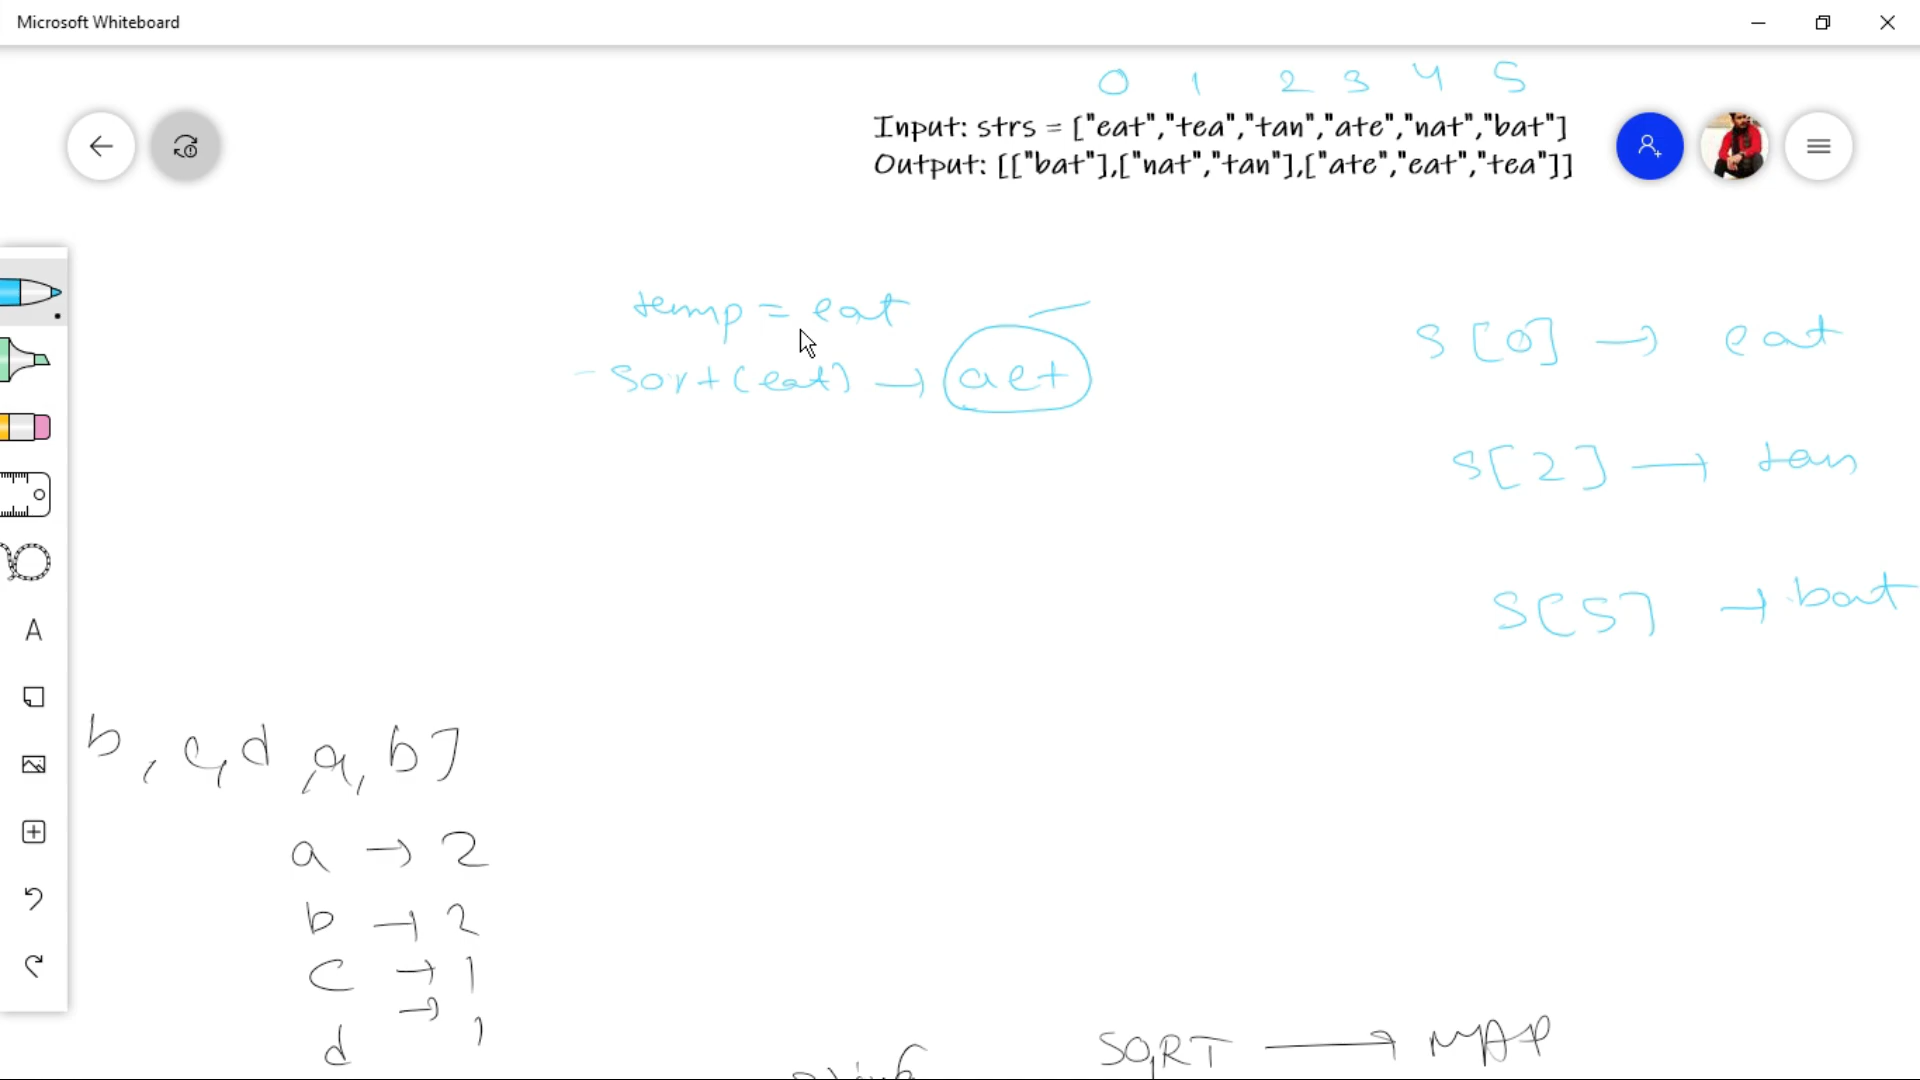 Microsoft Whiteboard
0 1 2 3 4 5
Input: strs = ["eat","tea","tan","ate","nat","bat"]
Output: [["bat"],["nat","tan"],["ate","eat","tea"]]
temp = eat
sort(eat) → aet
s[0] → eat
s[2] → tan
s[5] → bat
A
b, c, d, a, b]
a → 2
b → 2
c → 1
d → 1
SORT → MAP